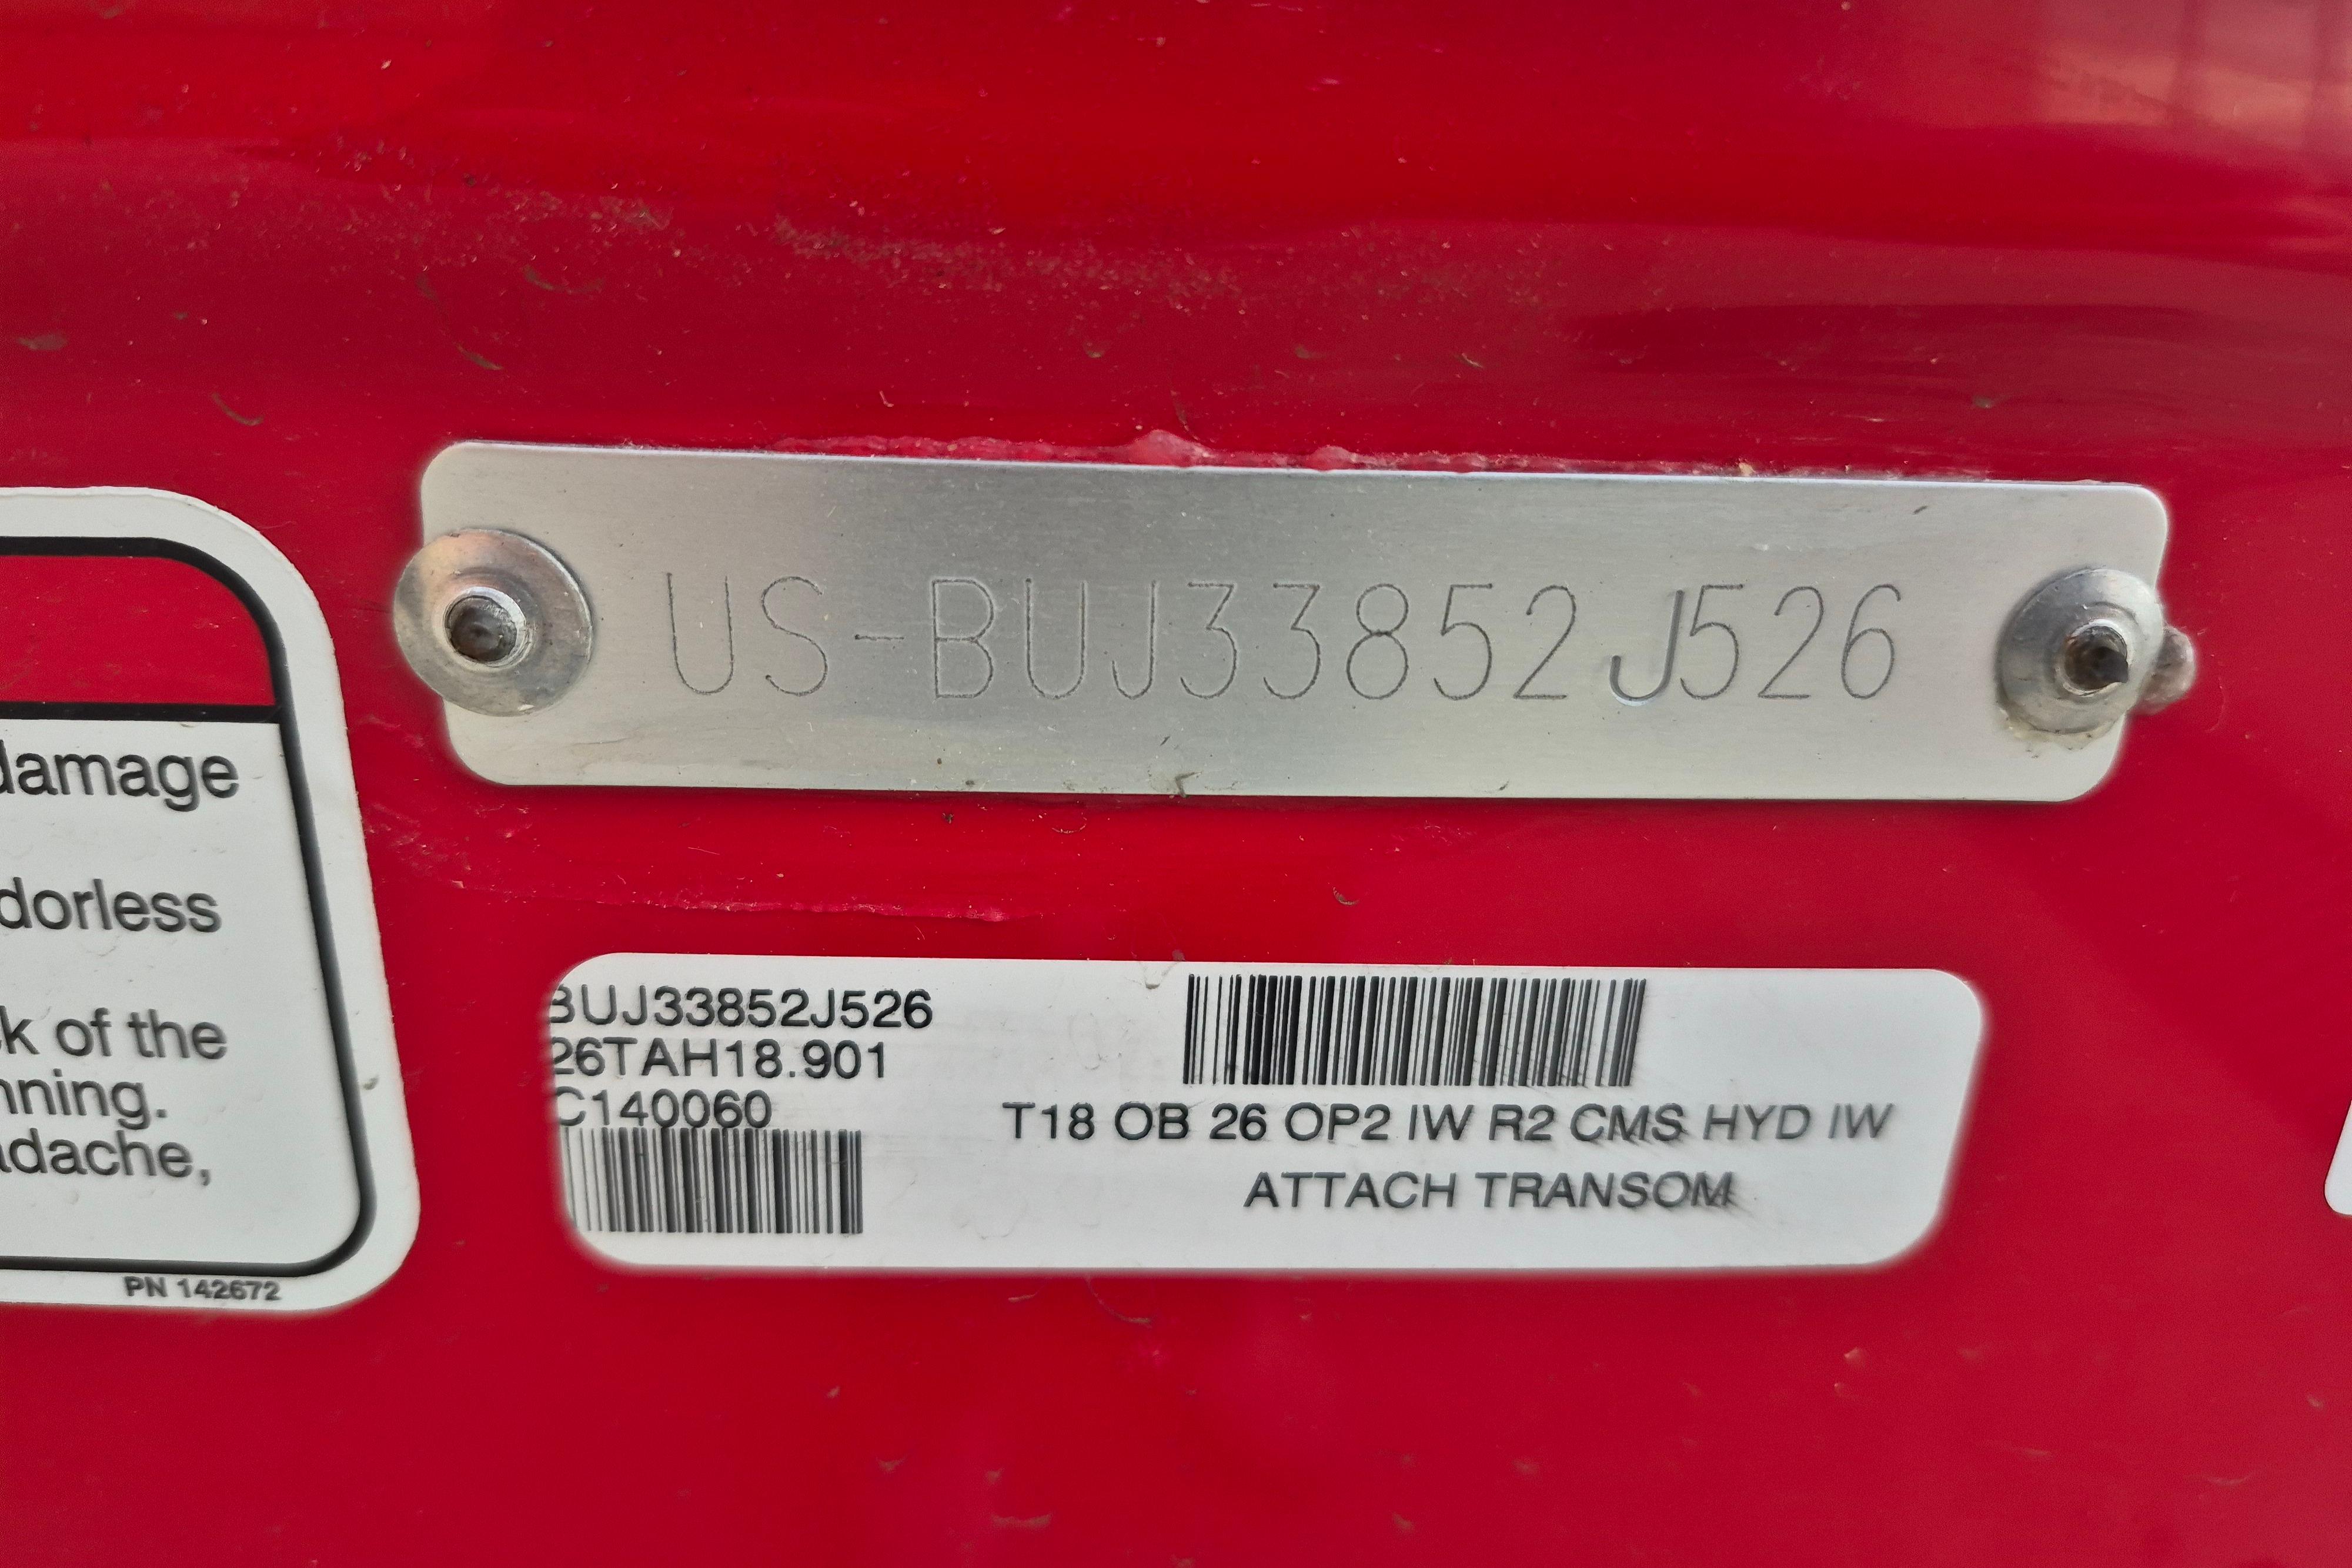 US-BUJ33852J526
damage
dorless
k of the
nning.
adache,
PN 142672
BUJ33852J526
26TAH18.901
C140060
T18 OB 26 OP2 IW R2 CMS HYD IW
ATTACH TRANSOM